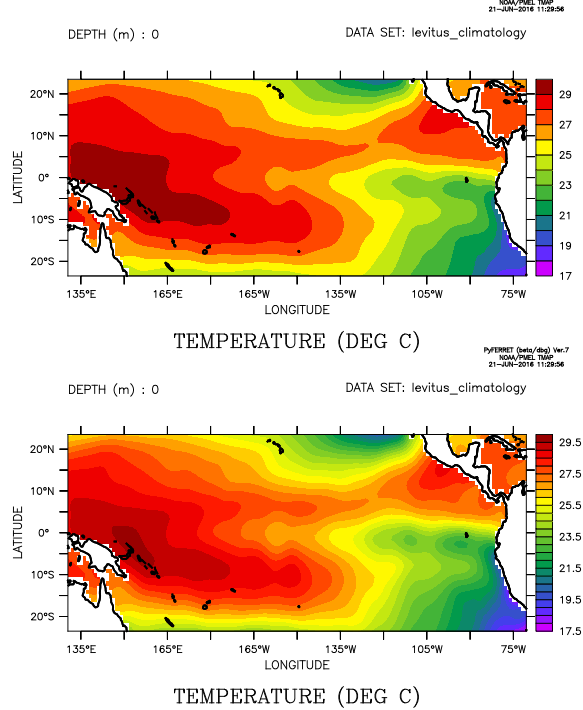 NOAA/PMEL TMAP
21-JUN-2016 11:29:56
DEPTH (m) : 0
DATA SET: levitus_climatology
20°N
10°N
0°
10°S
20°S
LATITUDE
135°E
165°E
165°W
135°W
105°W
75°W
LONGITUDE
29
27
25
23
21
19
17
TEMPERATURE (DEG C)
PyFERRET (beta/dbg) Ver.7
NOAA/PMEL TMAP
21-JUN-2016 11:29:56
DEPTH (m) : 0
DATA SET: levitus_climatology
20°N
10°N
0°
10°S
20°S
LATITUDE
135°E
165°E
165°W
135°W
105°W
75°W
LONGITUDE
29.5
27.5
25.5
23.5
21.5
19.5
17.5
TEMPERATURE (DEG C)